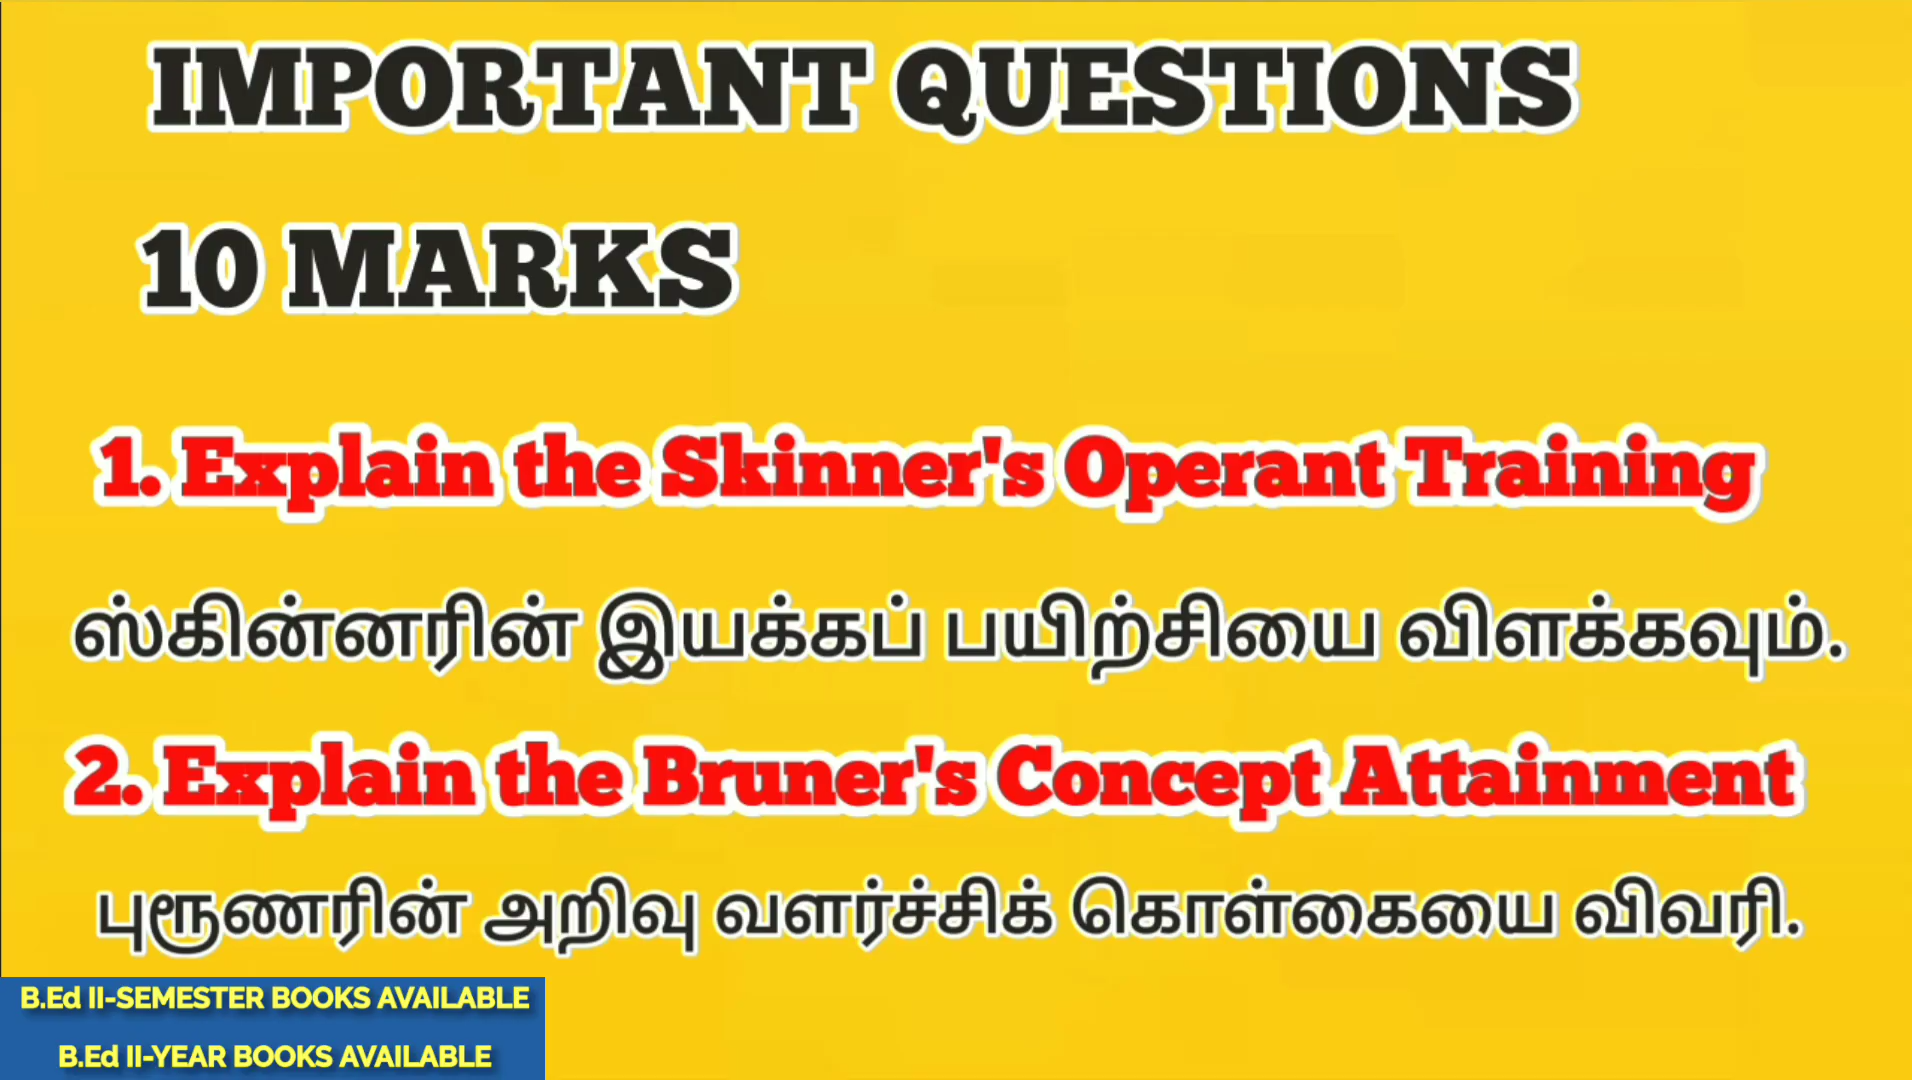 IMPORTANT QUESTIONS
10 MARKS
1. Explain the Skinner's Operant Training
ஸ்கின்னரின் இயக்கப் பயிற்சியை விளக்கவும்.
2. Explain the Bruner's Concept Attainment
புரூணரின் அறிவு வளர்ச்சிக் கொள்கையை விவரி.
B.Ed II-SEMESTER BOOKS AVAILABLE
B.Ed II-YEAR BOOKS AVAILABLE